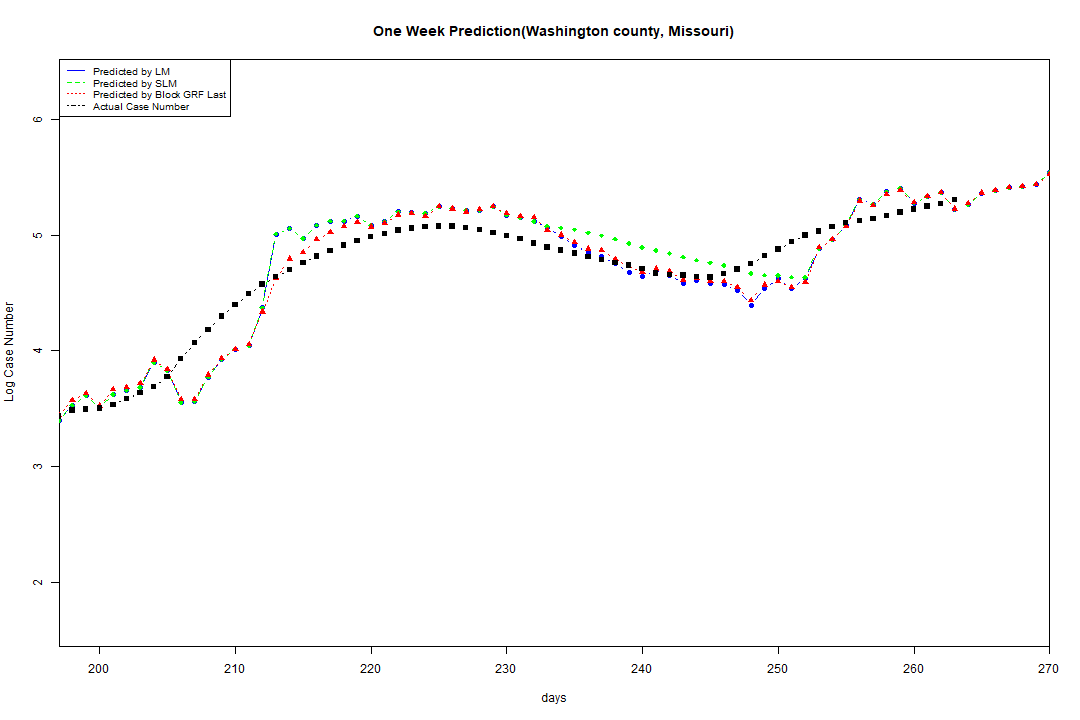 One Week Prediction(Washington county, Missouri)
Predicted by LM
Predicted by SLM
Predicted by Block GRF Last
Actual Case Number
Log Case Number
6
5
4
3
2
200
210
220
230
240
250
260
270
days